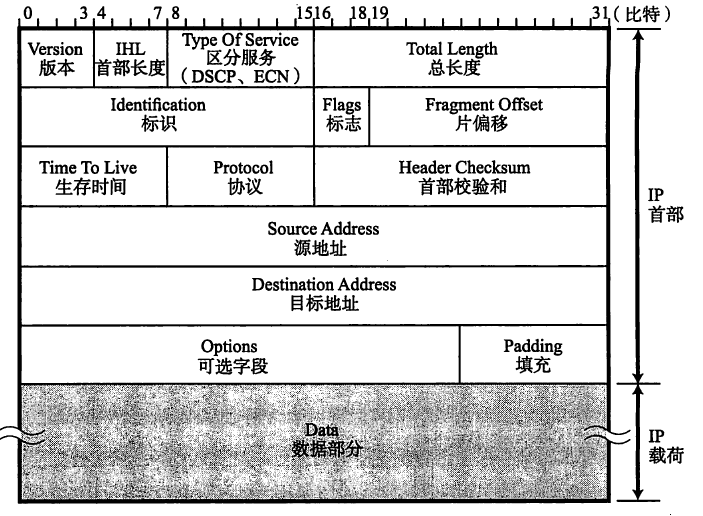 0 3 4 7 8 15 16 18 19 31 (比特)
Version
版本
IHL
首部长度
Type Of Service
区分服务
(DSCP、ECN)
Total Length
总长度
Identification
标识
Flags
标志
Fragment Offset
片偏移
Time To Live
生存时间
Protocol
协议
Header Checksum
首部校验和
Source Address
源地址
Destination Address
目标地址
Options
可选字段
Padding
填充
IP
首部
Data
数据部分
IP
载荷